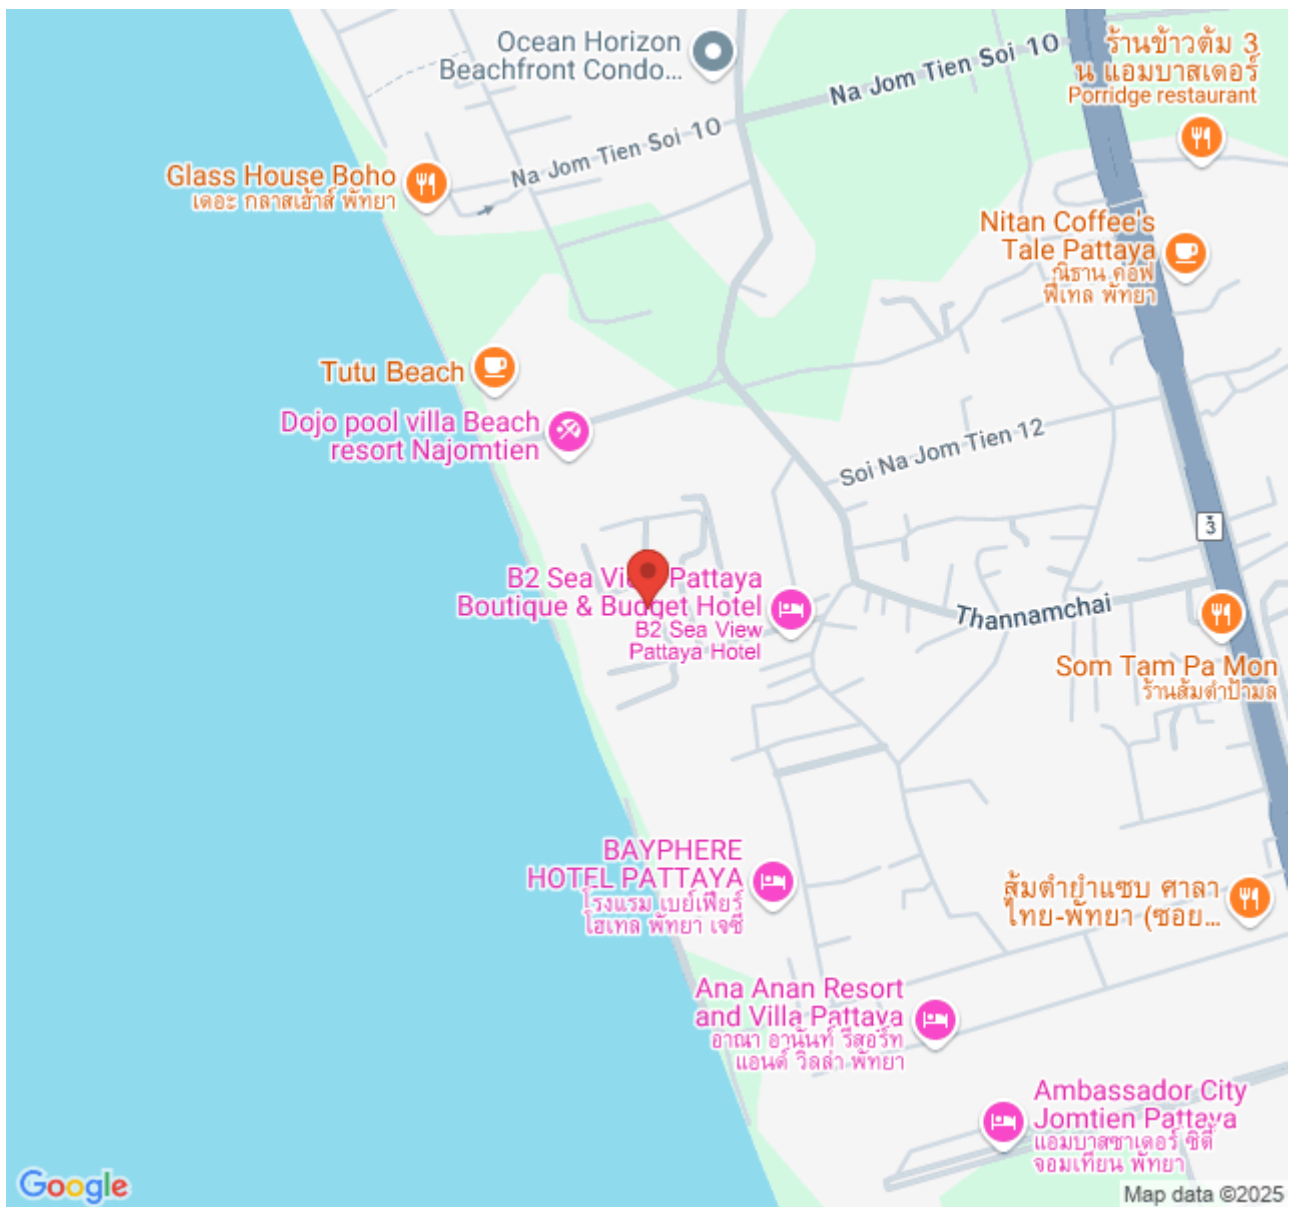 Ocean Horizon
Beachfront Condo...
Na Jom Tien Soi 10
ร้านข้าวต้ม 3
น แอมบาสเดอร์
Porridge restaurant
Na Jom Tien Soi 10
Glass House Boho
เดอะ กลาสเฮ้าส์ พัทยา
Nitan Coffee's
Tale Pattaya
ณิธาน คอฟ
ฟี่เทล พัทยา
Tutu Beach
Dojo pool villa Beach
resort Najomtien
Soi Na Jom Tien 12
3
B2 Sea View Pattaya
Boutique & Budget Hotel
B2 Sea View
Pattaya Hotel
Thannamchai
Som Tam Pa Mon
ร้านส้มตำป้ามล
BAYPHERE
HOTEL PATTAYA
โรงแรม เบย์เฟียร์
โฮเทล พัทยา เจซี
ส้มตำยำแซบ ศาลา
ไทย-พัทยา (ซอย...
Ana Anan Resort
and Villa Pattaya
อาณา อานันท์ รีสอร์ท
แอนด์ วิลล่า พัทยา
Ambassador City
Jomtien Pattaya
แอมบาสซาเดอร์ ซิตี้
จอมเทียน พัทยา
Google
Map data ©2025